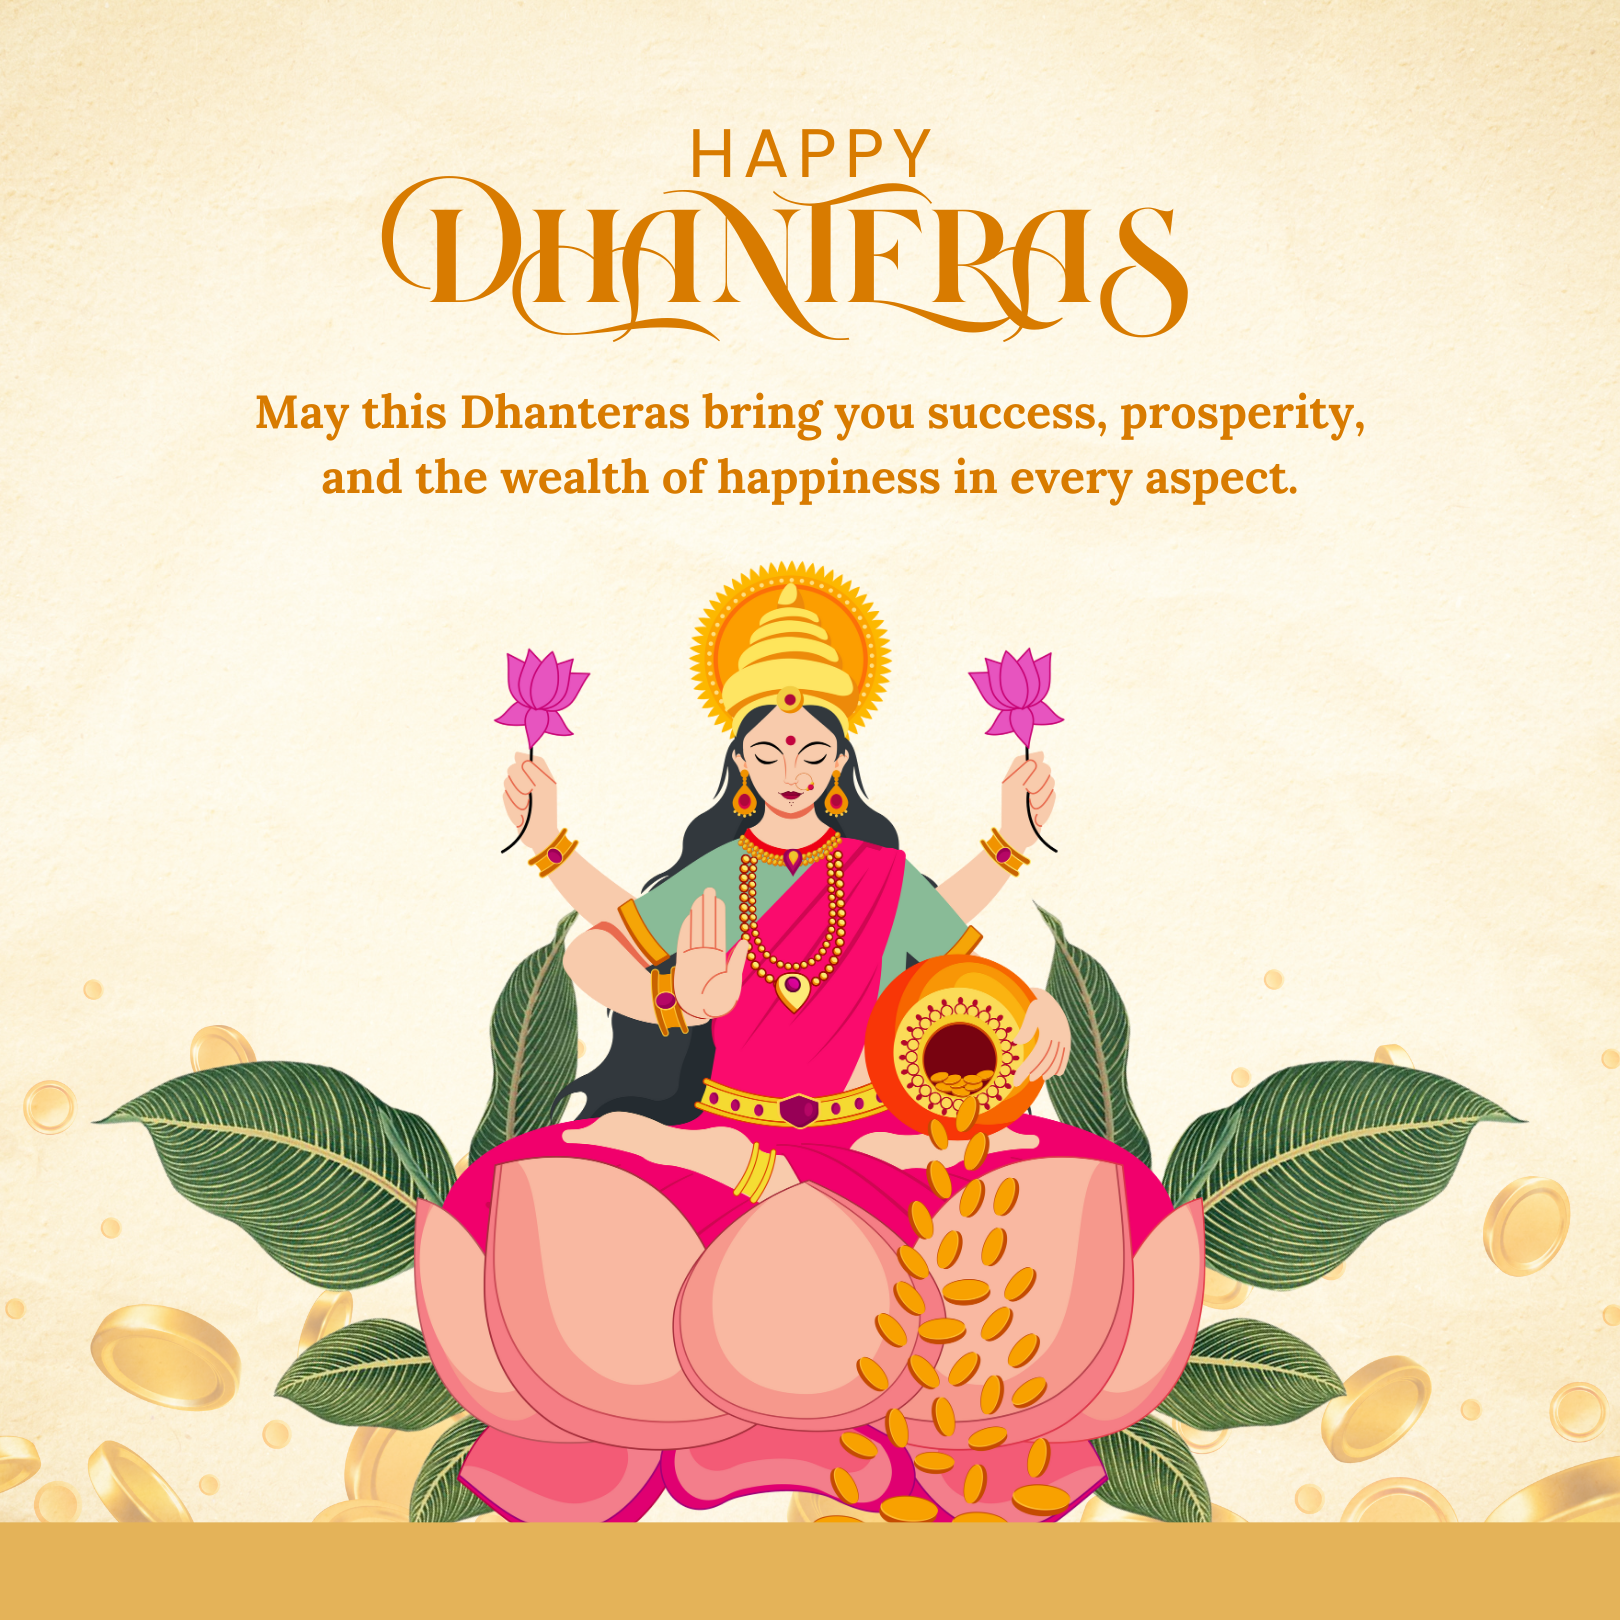 HAPPY
DHANTERAS
May this Dhanteras bring you success, prosperity,
and the wealth of happiness in every aspect.